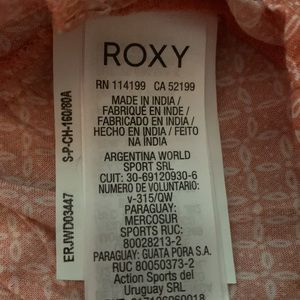 ROXY
RN 114199 CA 52199
MADE IN INDIA /
FABRIQUÉ EN INDE /
FABRICADO EN INDIA /
HECHO EN INDIA / FEITO
NA INDIA
ARGENTINA WORLD
SPORT SRL
CUIT: 30-69120930-6
NUMERO DE VOLUNTARIO:
v-315/QW
PARAGUAY:
MERCOSUR
SPORTS RUC:
80028213-2
PARAGUAY: GUATA PORA S.A.
RUC 80050373-2
Action Sports del
Uruguay SRL
S-P-CH-160/80A
ERJWD03447